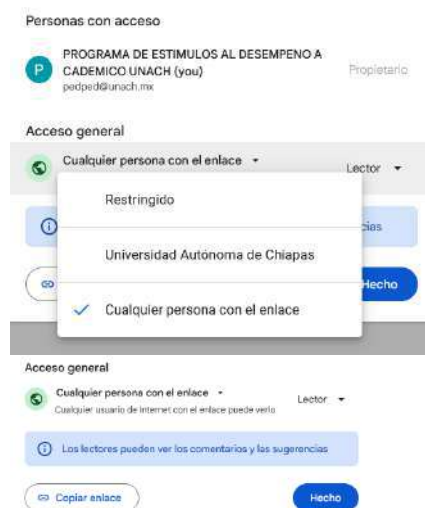 Personas con acceso
P
PROGRAMA DE ESTIMULOS AL DESEMPENO A
CADEMICO UNACH (you)
Propietario
pedped@unach.mx
Acceso general
Cualquier persona con el enlace
Lector
Restringido
cias
Universidad Autónoma de Chiapas
Hecho
Cualquier persona con el enlace
Acceso general
Cualquier persona con el enlace
Lector
Cualquier usuario de Internet con el enlace puede verlo
Los lectores pueden ver los comentarios y las sugerencias
Copiar enlace
Hecho